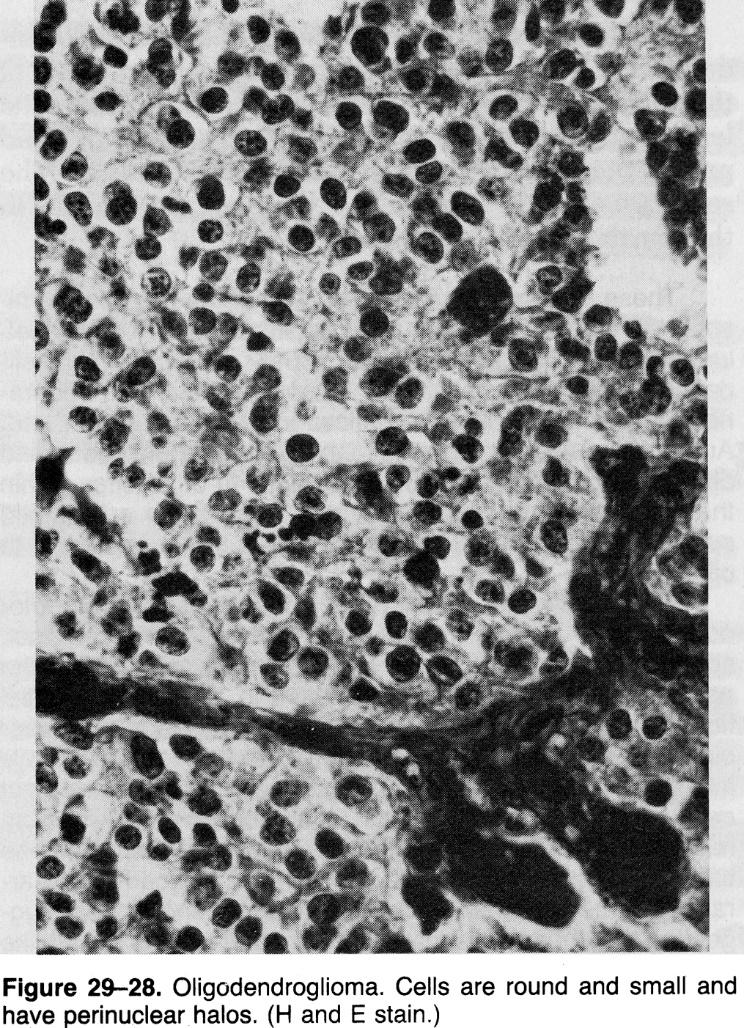 Figure 29–28. Oligodendroglioma. Cells are round and small and
have perinuclear halos. (H and E stain.)